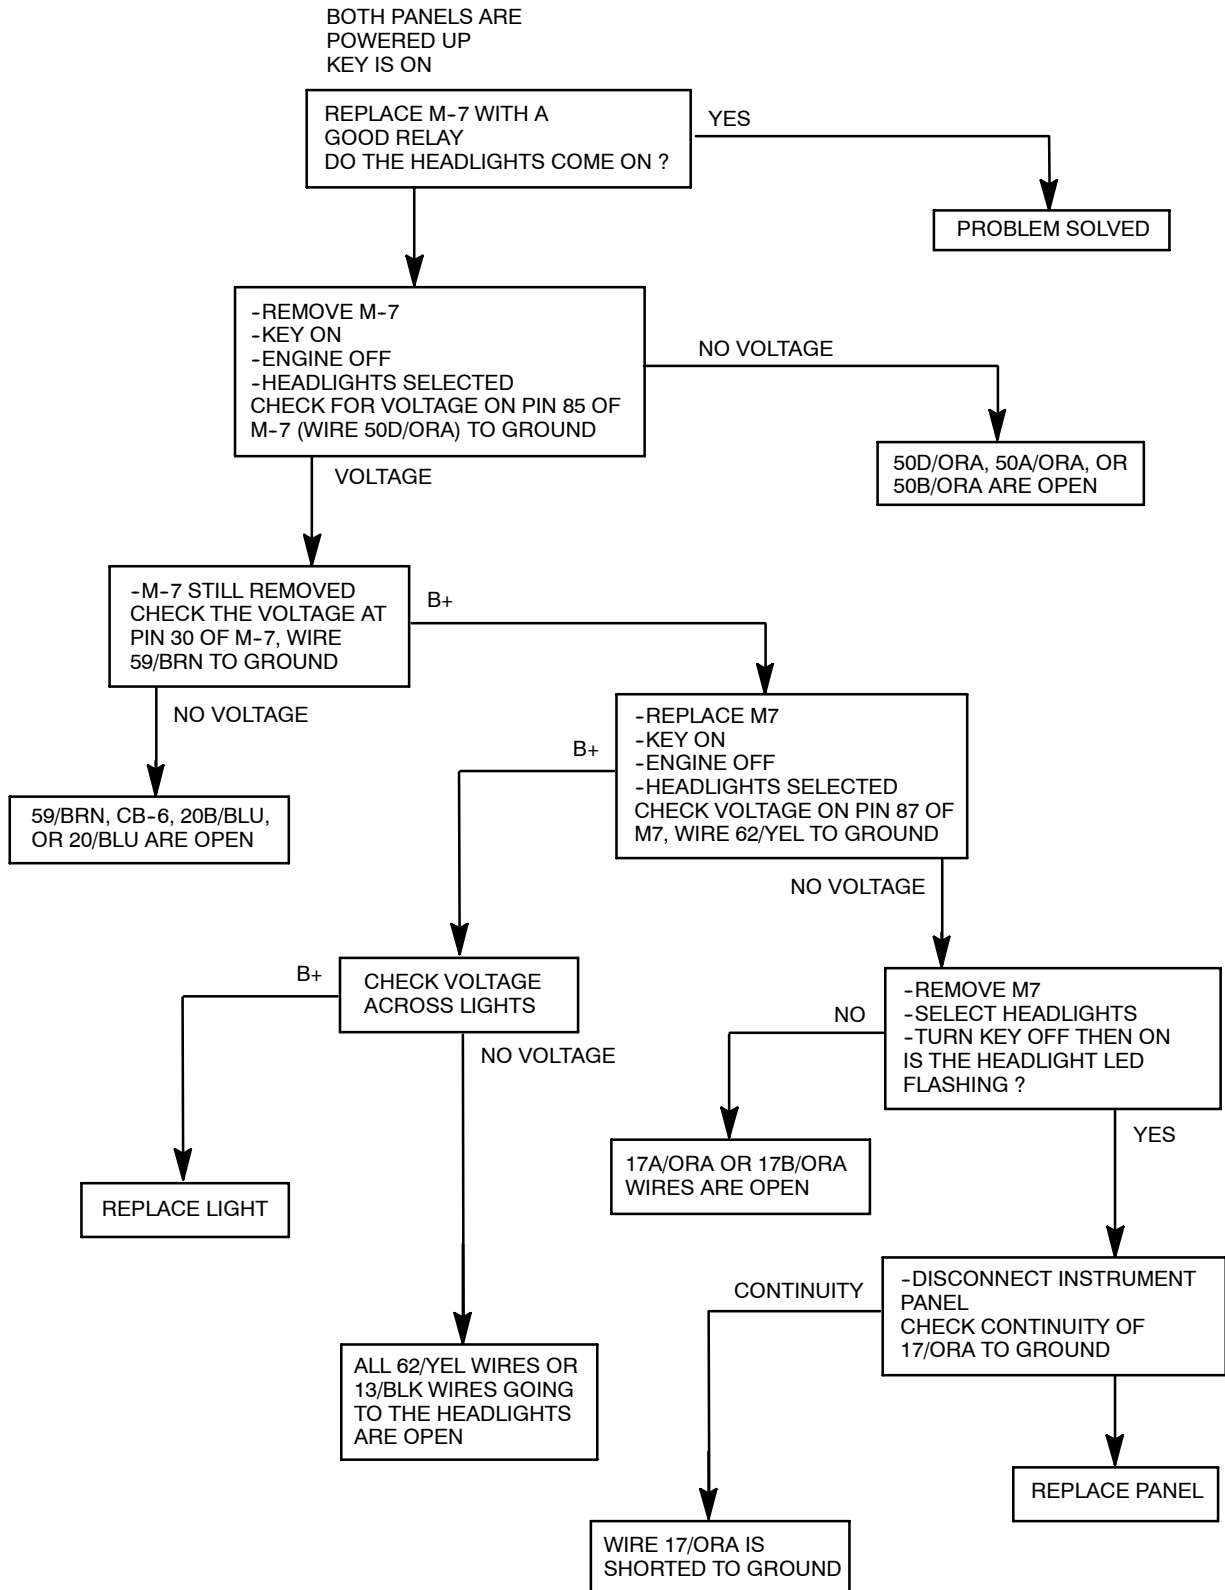 BOTH PANELS ARE
POWERED UP
KEY IS ON
REPLACE M-7 WITH A
GOOD RELAY
DO THE HEADLIGHTS COME ON ?
YES
PROBLEM SOLVED
-REMOVE M-7
-KEY ON
-ENGINE OFF
-HEADLIGHTS SELECTED
CHECK FOR VOLTAGE ON PIN 85 OF
M-7 (WIRE 50D/ORA) TO GROUND
NO VOLTAGE
50D/ORA, 50A/ORA, OR
50B/ORA ARE OPEN
VOLTAGE
-M-7 STILL REMOVED
CHECK THE VOLTAGE AT
PIN 30 OF M-7, WIRE
59/BRN TO GROUND
B+
NO VOLTAGE
59/BRN, CB-6, 20B/BLU,
OR 20/BLU ARE OPEN
-REPLACE M7
-KEY ON
-ENGINE OFF
-HEADLIGHTS SELECTED
CHECK VOLTAGE ON PIN 87 OF
M7, WIRE 62/YEL TO GROUND
B+
NO VOLTAGE
CHECK VOLTAGE
ACROSS LIGHTS
B+
NO VOLTAGE
REPLACE LIGHT
ALL 62/YEL WIRES OR
13/BLK WIRES GOING
TO THE HEADLIGHTS
ARE OPEN
-REMOVE M7
-SELECT HEADLIGHTS
-TURN KEY OFF THEN ON
IS THE HEADLIGHT LED
FLASHING ?
NO
YES
17A/ORA OR 17B/ORA
WIRES ARE OPEN
-DISCONNECT INSTRUMENT
PANEL
CHECK CONTINUITY OF
17/ORA TO GROUND
CONTINUITY
REPLACE PANEL
WIRE 17/ORA IS
SHORTED TO GROUND